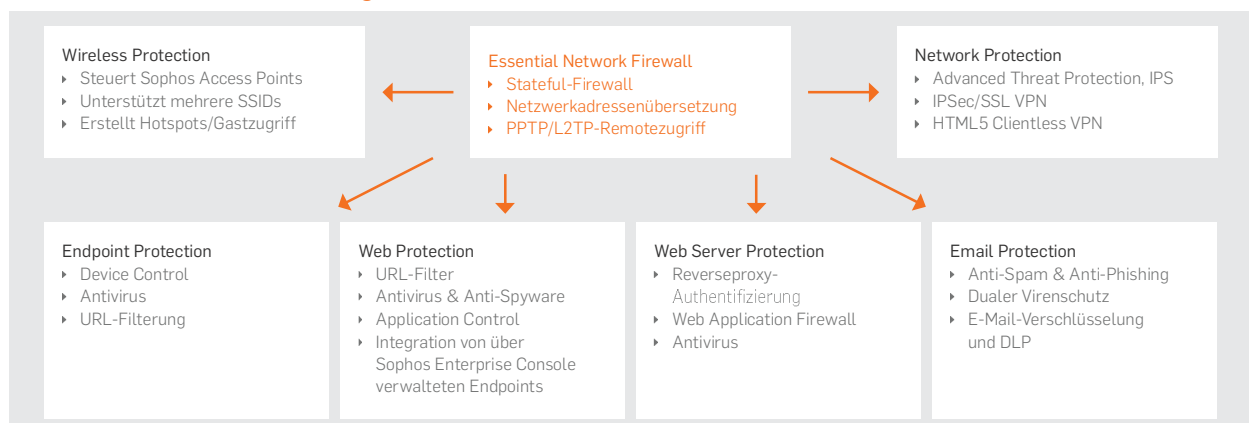 Wireless Protection
Steuert Sophos Access Points
Unterstützt mehrere SSIDs
Erstellt Hotspots/Gastzugriff
Essential Network Firewall
Stateful-Firewall
Netzwerkadressenübersetzung
PPTP/L2TP-Remotezugriff
Network Protection
Advanced Threat Protection, IPS
IPSec/SSL VPN
HTML5 Clientless VPN
Endpoint Protection
Device Control
Antivirus
URL-Filterung
Web Protection
URL-Filter
Antivirus & Anti-Spyware
Application Control
Integration von über
Sophos Enterprise Console
verwalteten Endpoints
Web Server Protection
Reverseproxy-
Authentifizierung
Web Application Firewall
Antivirus
Email Protection
Anti-Spam & Anti-Phishing
Dualer Virenschutz
E-Mail-Verschlüsselung
und DLP